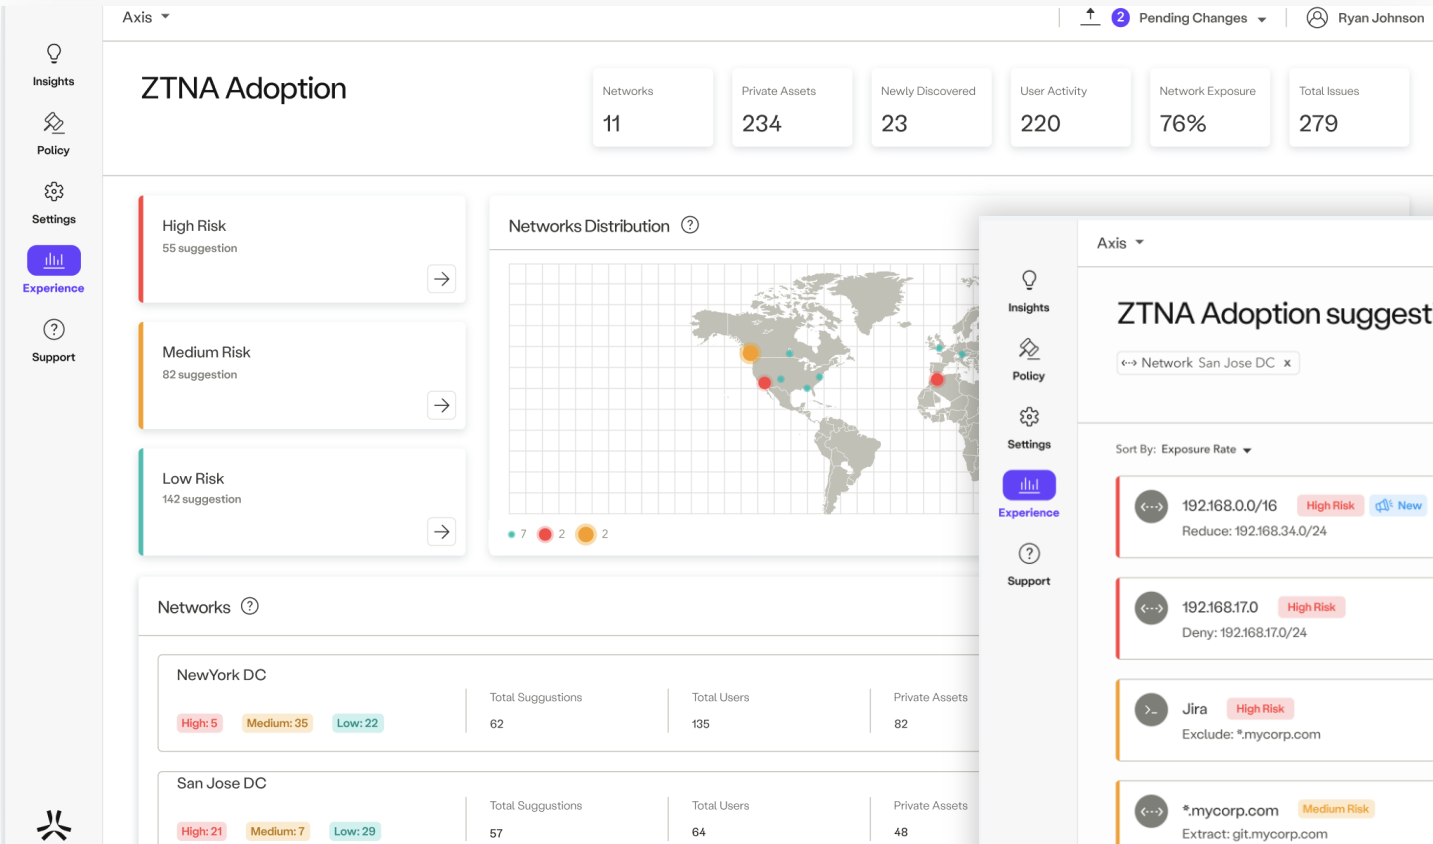 Axis
2 Pending Changes
Ryan Johnson
Insights
Policy
Settings
Experience
Support
ZTNA Adoption
Networks
11
Private Assets
234
Newly Discovered
23
User Activity
220
Network Exposure
76%
Total Issues
279
High Risk
55 suggestion
Medium Risk
82 suggestion
Low Risk
142 suggestion
Networks Distribution ?
7 2 2
Networks ?
NewYork DC
High: 5 Medium: 35 Low: 22
Total Suggustions
62
Total Users
135
Private Assets
82
San Jose DC
High: 21 Medium: 7 Low: 29
Total Suggustions
57
Total Users
64
Private Assets
48
Axis
Insights
Policy
Settings
Experience
Support
ZTNA Adoption suggesti
Network San Jose DC x
Sort By: Exposure Rate
192.168.0.0/16 High Risk New
Reduce: 192.168.34.0/24
192.168.17.0 High Risk
Deny: 192.168.17.0/24
Jira High Risk
Exclude: *.mycorp.com
*.mycorp.com Medium Risk
Extract: git.mycorp.com